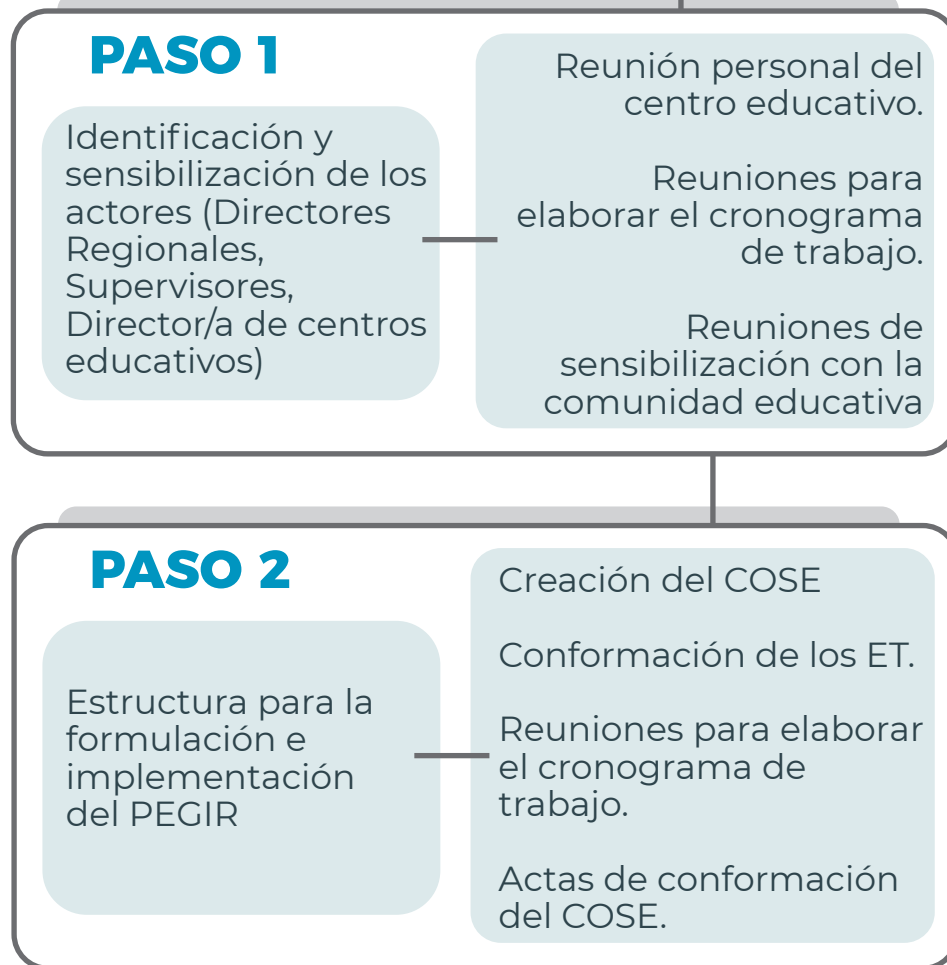 PASO 1
Identificación y
sensibilización de los
actores (Directores
Regionales,
Supervisores,
Director/a de centros
educativos)
Reunión personal del
centro educativo.
Reuniones para
elaborar el cronograma
de trabajo.
Reuniones de
sensibilización con la
comunidad educativa
PASO 2
Estructura para la
formulación e
implementación
del PEGIR
Creación del COSE
Conformación de los ET.
Reuniones para elaborar
el cronograma de
trabajo.
Actas de conformación
del COSE.